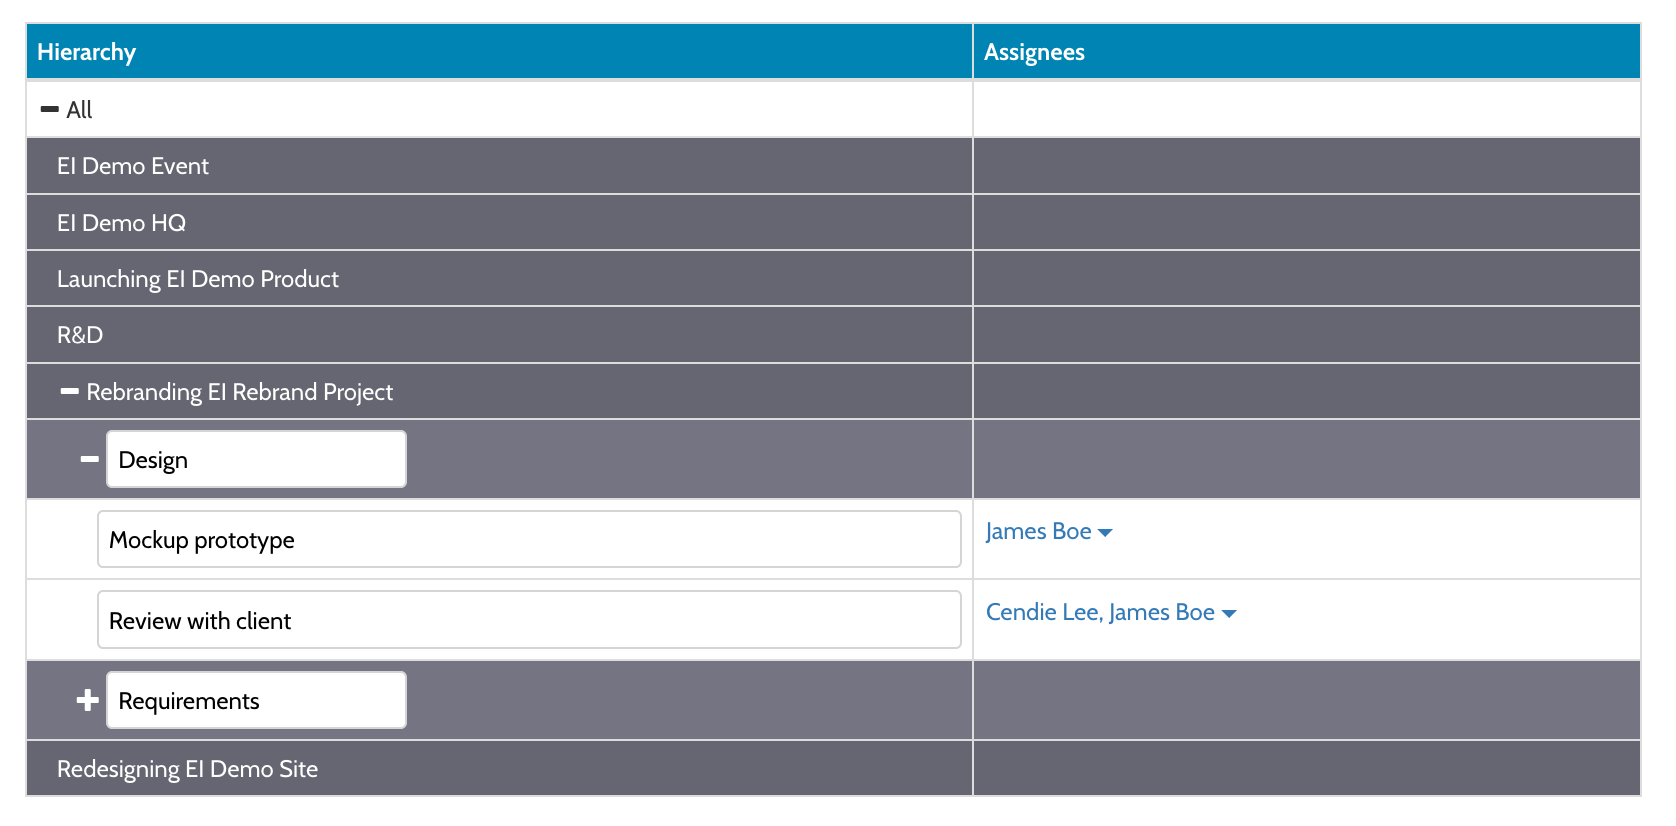 Hierarchy Assignees
All
EI Demo Event
EI Demo HQ
Launching EI Demo Product
R&D
Rebranding EI Rebrand Project
Design
Mockup prototype James Boe
Review with client Cendie Lee, James Boe
Requirements
Redesigning EI Demo Site